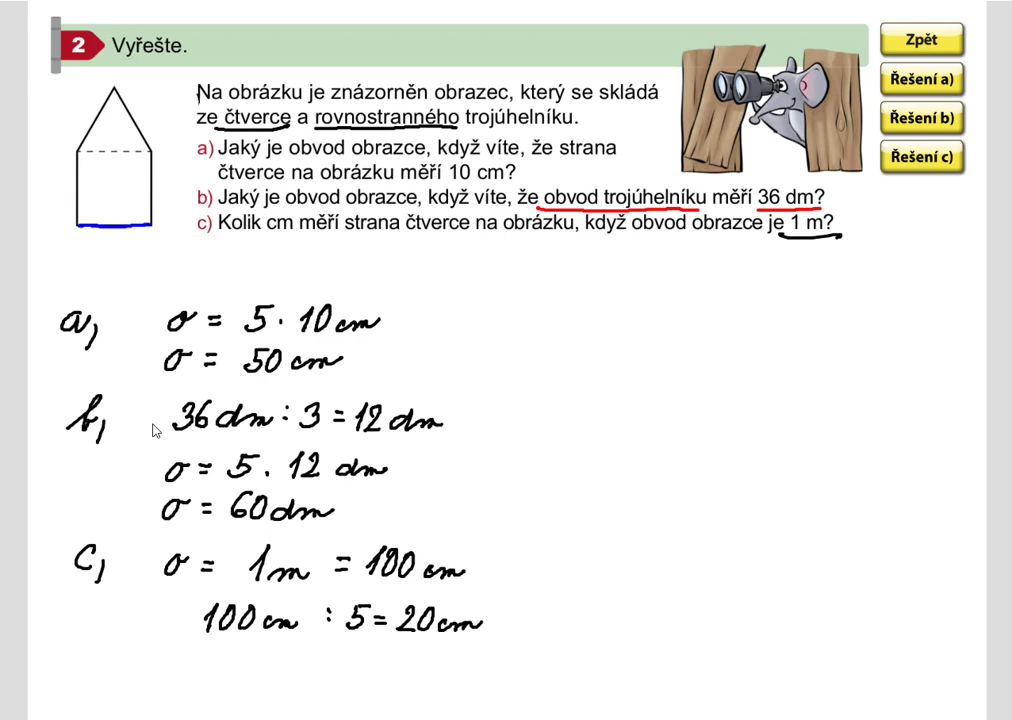 2 Vyřešte.
Zpět
Řešení a)
Řešení b)
Řešení c)
Na obrázku je znázorněn obrazec, který se skládá
ze čtverce a rovnostranného trojúhelníku.
a) Jaký je obvod obrazce, když víte, že strana
čtverce na obrázku měří 10 cm?
b) Jaký je obvod obrazce, když víte, že obvod trojúhelníku měří 36 dm?
c) Kolik cm měří strana čtverce na obrázku, když obvod obrazce je 1 m?
a) o = 5 · 10 cm
o = 50 cm
b) 36 dm : 3 = 12 dm
o = 5 . 12 dm
o = 60 dm
c) o = 1 m = 100 cm
100 cm : 5 = 20 cm